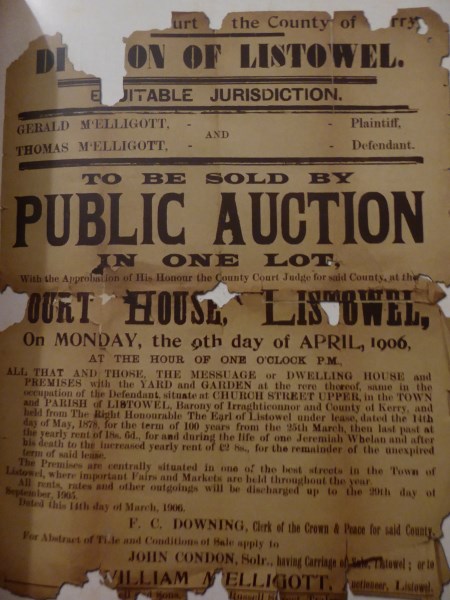 urt the County of rry
DI ON OF LISTOWEL.
EQUITABLE JURISDICTION.
GERALD McELLIGOTT, - - Plaintiff,
AND
THOMAS McELLIGOTT, - - Defendant.
TO BE SOLD BY
PUBLIC AUCTION
IN ONE LOT,
With the Approbation of His Honour the County Court Judge for said County, at the
OURT HOUSE, LISTOWEL,
On MONDAY, the 9th day of APRIL, 1906,
AT THE HOUR OF ONE O'CLOCK P.M.,
ALL THAT AND THOSE, THE MESSUAGE or DWELLING HOUSE and
PREMISES with the YARD and GARDEN at the rere thereof, same in the
occupation of the Defendant, situate at CHURCH STREET UPPER, in the TOWN
and PARISH of LISTOWEL, Barony of Iraghticonnor and County of Kerry, and
held from The Right Honourable The Earl of Listowel under lease, dated the 14th
day of May, 1878, for the term of 100 years from the 25th March, then last past at
the yearly rent of 18s. 6d., for and during the life of one Jeremiah Whelan and after
his death to the increased yearly rent of £2 8s., for the remainder of the unexpired
term of said lease.
The Premises are centrally situated in one of the best streets in the Town of
Listowel, where important Fairs and Markets are held throughout the year.
All rents, rates and other outgoings will be discharged up to the 29th day of
September, 1905.
Dated this 14th day of March, 1906.
F. C. DOWNING, Clerk of the Crown & Peace for said County.
For Abstract of Title and Conditions of Sale apply to
JOHN CONDON, Solr., having Carriage of Sale, Listowel; or to
WILLIAM McELLIGOTT, ctioneer, Listowel.
and Sons, Russell Street,